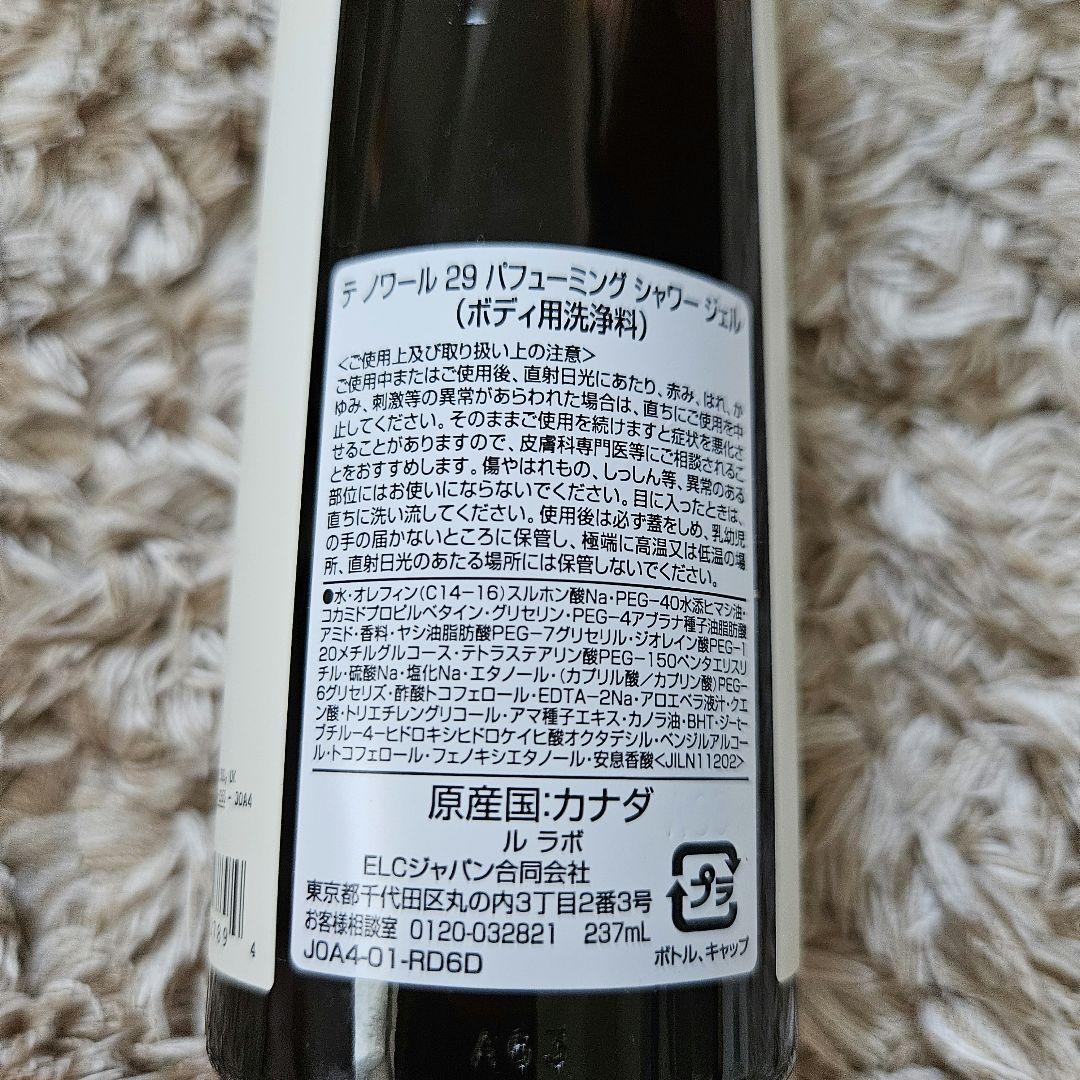 テ ノワール 29 パフューミング シャワー ジェル
(ボディ用洗浄料)
<ご使用上及び取り扱い上の注意>
ご使用中またはご使用後、直射日光にあたり、赤み、はれ、か
ゆみ、刺激等の異常があらわれた場合は、直ちにご使用を中
止してください。そのままご使用を続けますと症状を悪化さ
せることがありますので、皮膚科専門医等にご相談されるこ
とをおすすめします。傷やはれもの、しっしん等、異常のある
部位にはお使いにならないでください。目に入ったときは、
直ちに洗い流してください。使用後は必ず蓋をしめ、乳幼児
の手の届かないところに保管し、極端に高温又は低温の場
所、直射日光のあたる場所には保管しないでください。
●水・オレフィン(C14-16)スルホン酸Na・PEG-40水添ヒマシ油・
コカミドプロピルベタイン・グリセリン・PEG-4アブラナ種子油脂肪酸
アミド・香料・ヤシ油脂肪酸PEG-7グリセリル・ジオレイン酸PEG-1
20メチルグルコース・テトラステアリン酸PEG-150ペンタエリスリ
チル・硫酸Na・塩化Na・エタノール・(カプリル酸/カプリン酸)PEG-
6グリセリズ・酢酸トコフェロール・EDTA-2Na・アロエベラ液汁・クエ
ン酸・トリエチレングリコール・アマ種子エキス・カノラ油・BHT・ジ-t-
ブチル-4-ヒドロキシヒドロケイヒ酸オクタデシル・ベンジルアルコー
ル・トコフェロール・フェノキシエタノール・安息香酸<JILN11202>
原産国:カナダ
ル ラボ
ELCジャパン合同会社
東京都千代田区丸の内3丁目2番3号
お客様相談室 0120-032821 237mL
J0A4-01-RD6D
プラ
ボトル、キャップ
UK
- J0A4
789 4